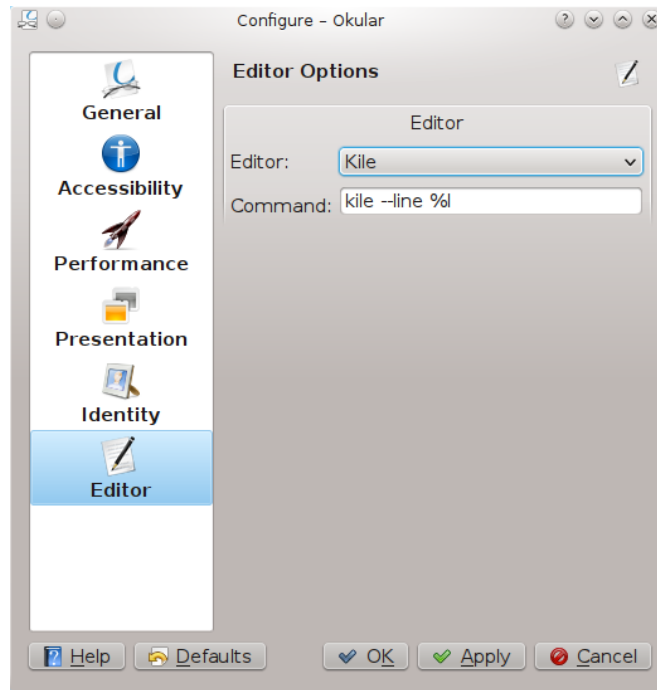 Configure – Okular
General
Accessibility
Performance
Presentation
Identity
Editor
Editor Options
Editor
Editor: Kile
Command: kile --line %l
Help Defaults OK Apply Cancel